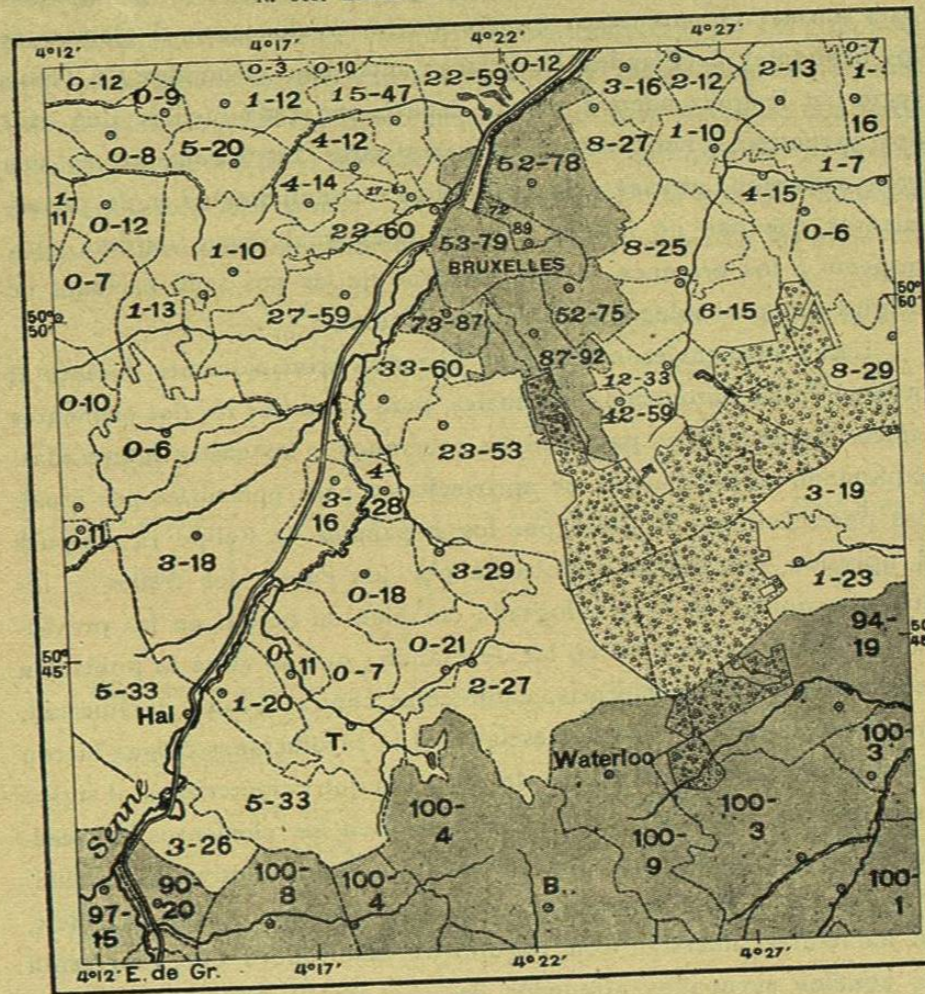 4°12′ 4°17′ 4°22′ 4°27′
0-12 0-3 0-10 22-59 0-12 3-16 2-12 2-13 0-7
0-9 1-12 15-47 1-
16
0-8 5-20 4-12 52-78 8-27 1-10 1-7
4-14 4-15
1-
11 0-12 22-60 72 0-6
89
53-79 8-25
0-7 1-10 BRUXELLES
1-13 27-59 52-75 6-15
50°
50′
50°
50′
73-87
33-60 87-92 8-29
0-10 12-33
42-59
0-6 23-53
4-
28
3-
16
3-19
0-11
3-18 3-29 1-23
0-18
94-
19
50°
45′
50°
45′
0-21
0-
11 0-7
5-33 1-20 2-27
Hal
T.
Waterloo 100-
3
5-33 100-
4 100-
3
Senne
3-26 100-
9
100-
8 100-
4 B..
90-
20 100-
1
97-
15
4°12′ E. de Gr. 4°17′ 4°22′ 4°27′